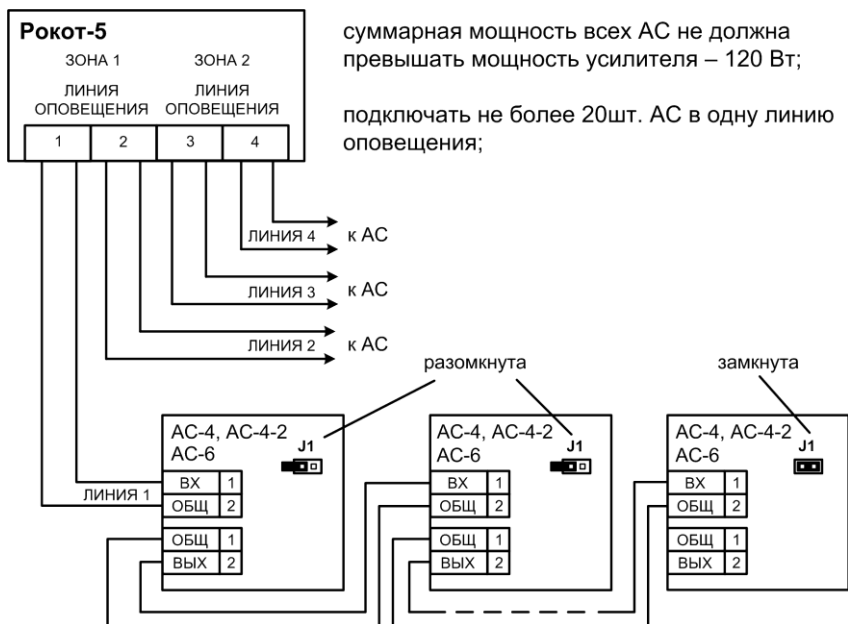 Рокот-5
ЗОНА 1 ЗОНА 2
ЛИНИЯ ОПОВЕЩЕНИЯ ЛИНИЯ ОПОВЕЩЕНИЯ
1 2 3 4
суммарная мощность всех АС не должна
превышать мощность усилителя – 120 Вт;
подключать не более 20шт. АС в одну линию
оповещения;
ЛИНИЯ 4 к АС
ЛИНИЯ 3 к АС
ЛИНИЯ 2 к АС
разомкнута
замкнута
АС-4, АС-4-2
АС-6
J1
ЛИНИЯ 1
ВХ 1
ОБЩ 2
ОБЩ 1
ВЫХ 2
АС-4, АС-4-2
АС-6
J1
ВХ 1
ОБЩ 2
ОБЩ 1
ВЫХ 2
АС-4, АС-4-2
АС-6
J1
ВХ 1
ОБЩ 2
ОБЩ 1
ВЫХ 2